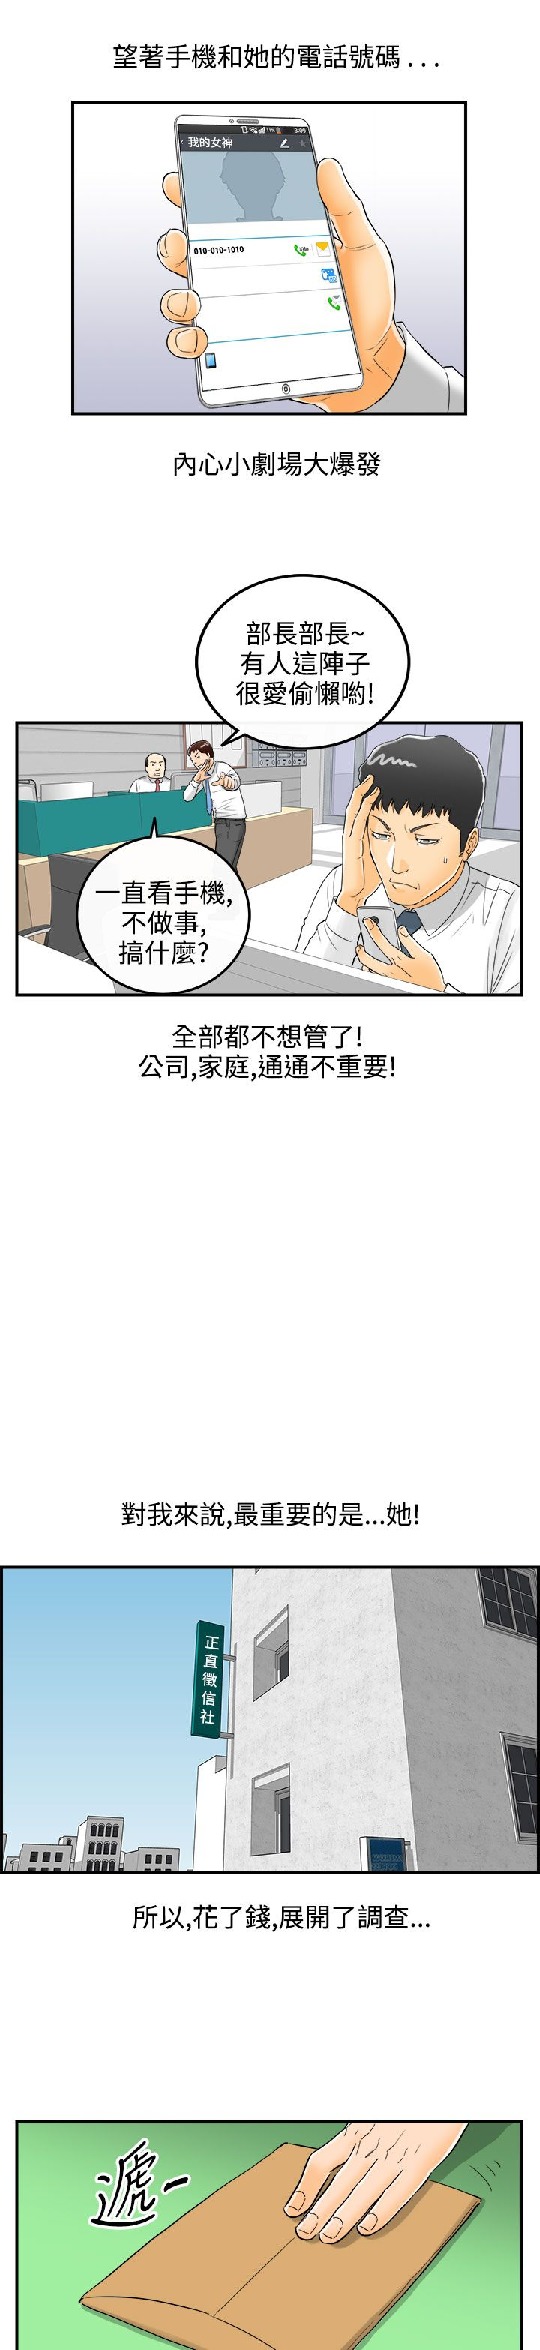 望著手機和她的電話號碼...
3:04
我的女神
010-010-1010
內心小劇場大爆發
部長部長~
有人這陣子
很愛偷懶喲!
一直看手機,
不做事,
搞什麼?
全部都不想管了!
公司,家庭,通通不重要!
對我來說,最重要的是...她!
正直徵信社
所以,花了錢,展開了調查...
遞一